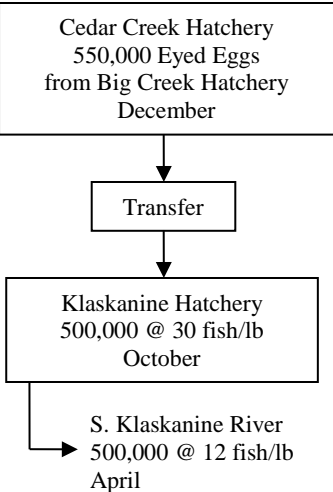 Cedar Creek Hatchery
550,000 Eyed Eggs
from Big Creek Hatchery
December
Transfer
Klaskanine Hatchery
500,000 @ 30 fish/lb
October
S. Klaskanine River
500,000 @ 12 fish/lb
April